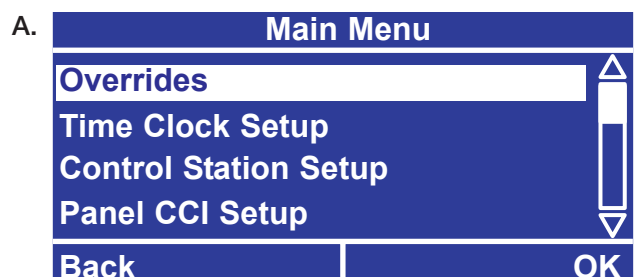 A.
Main Menu
Overrides
Time Clock Setup
Control Station Setup
Panel CCI Setup
Back OK